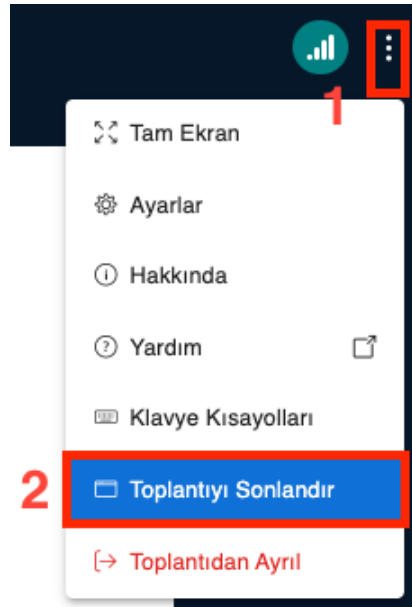 1
Tam Ekran
Ayarlar
Hakkında
Yardım
Klavye Kısayolları
2 Toplantıyı Sonlandır
Toplantıdan Ayrıl